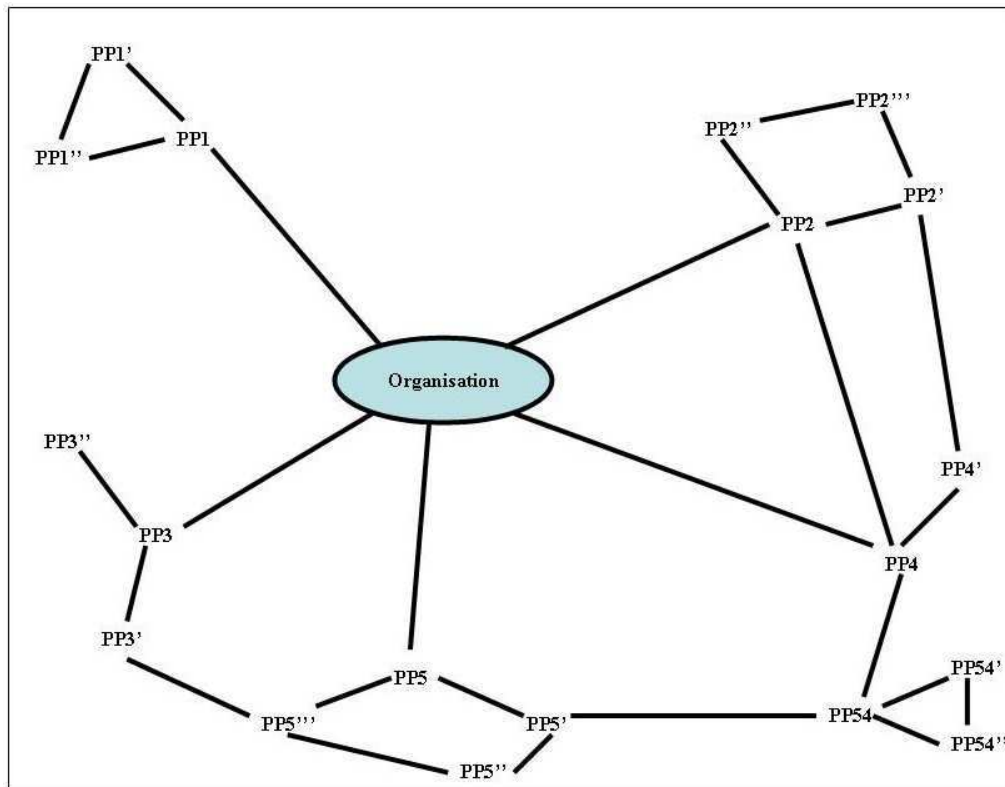 PP1’
PP2’’’
PP2’’
PP1
PP1’’
PP2’
PP2
Organisation
PP3’’
PP4’
PP3
PP4
PP3’
PP54’
PP5
PP5’’’
PP5’
PP54
PP54’’
PP5’’